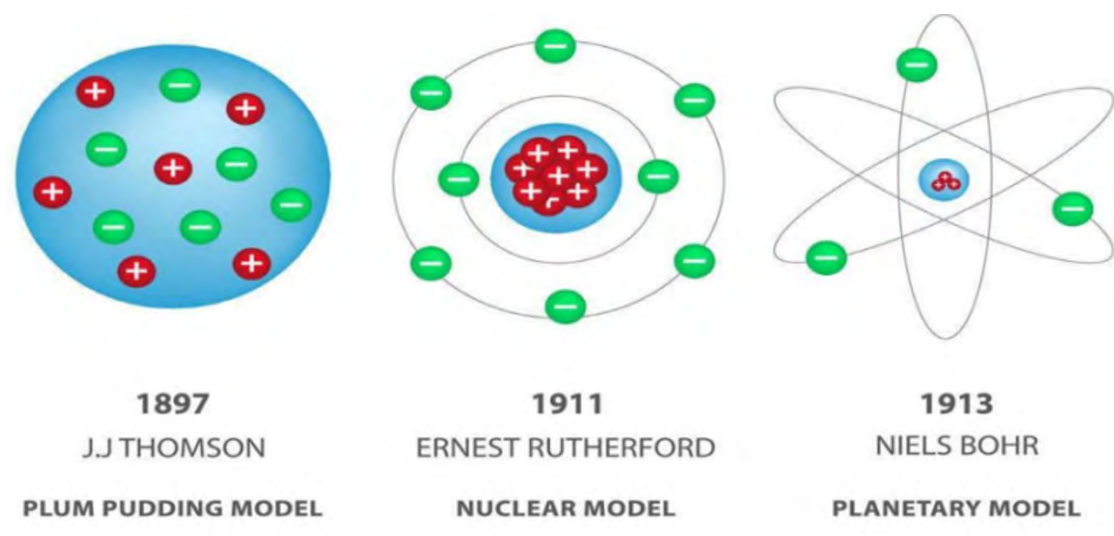 1897
J.J THOMSON
PLUM PUDDING MODEL
1911
ERNEST RUTHERFORD
NUCLEAR MODEL
1913
NIELS BOHR
PLANETARY MODEL